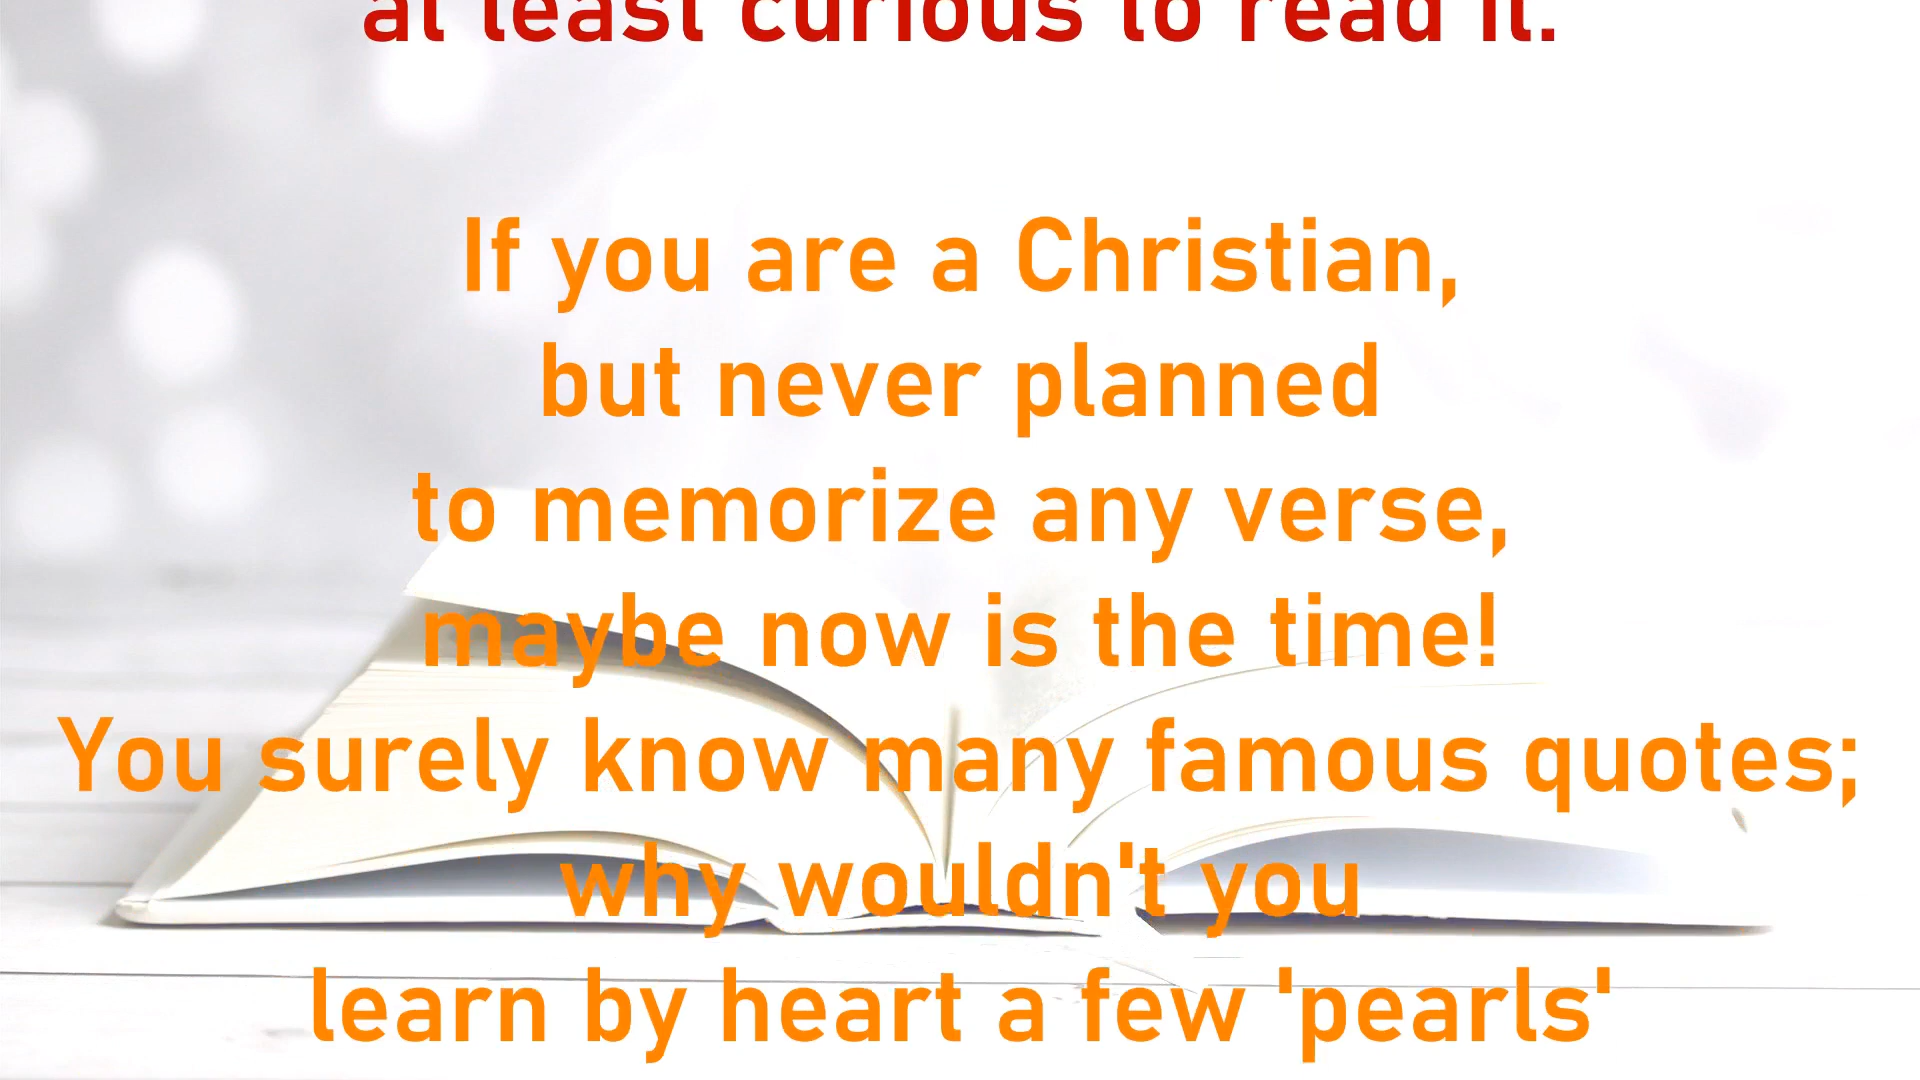 at least curious to read it.
If you are a Christian,
but never planned
to memorize any verse,
maybe now is the time!
You surely know many famous quotes;
why wouldn't you
learn by heart a few 'pearls'